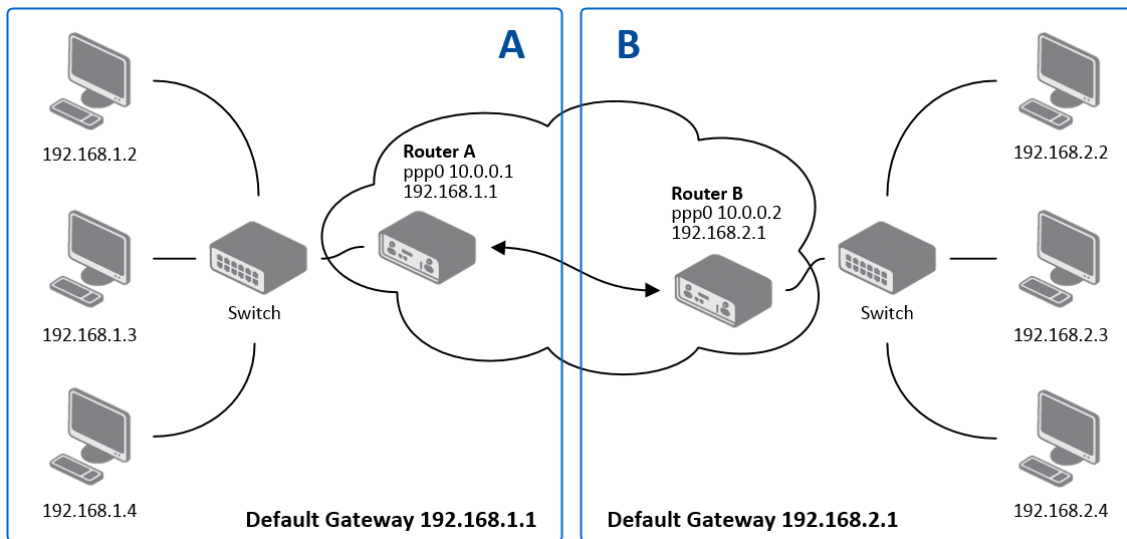 A
192.168.1.2
192.168.1.3
192.168.1.4
Switch
Router A
ppp0 10.0.0.1
192.168.1.1
Default Gateway 192.168.1.1
B
Router B
ppp0 10.0.0.2
192.168.2.1
Switch
192.168.2.2
192.168.2.3
192.168.2.4
Default Gateway 192.168.2.1